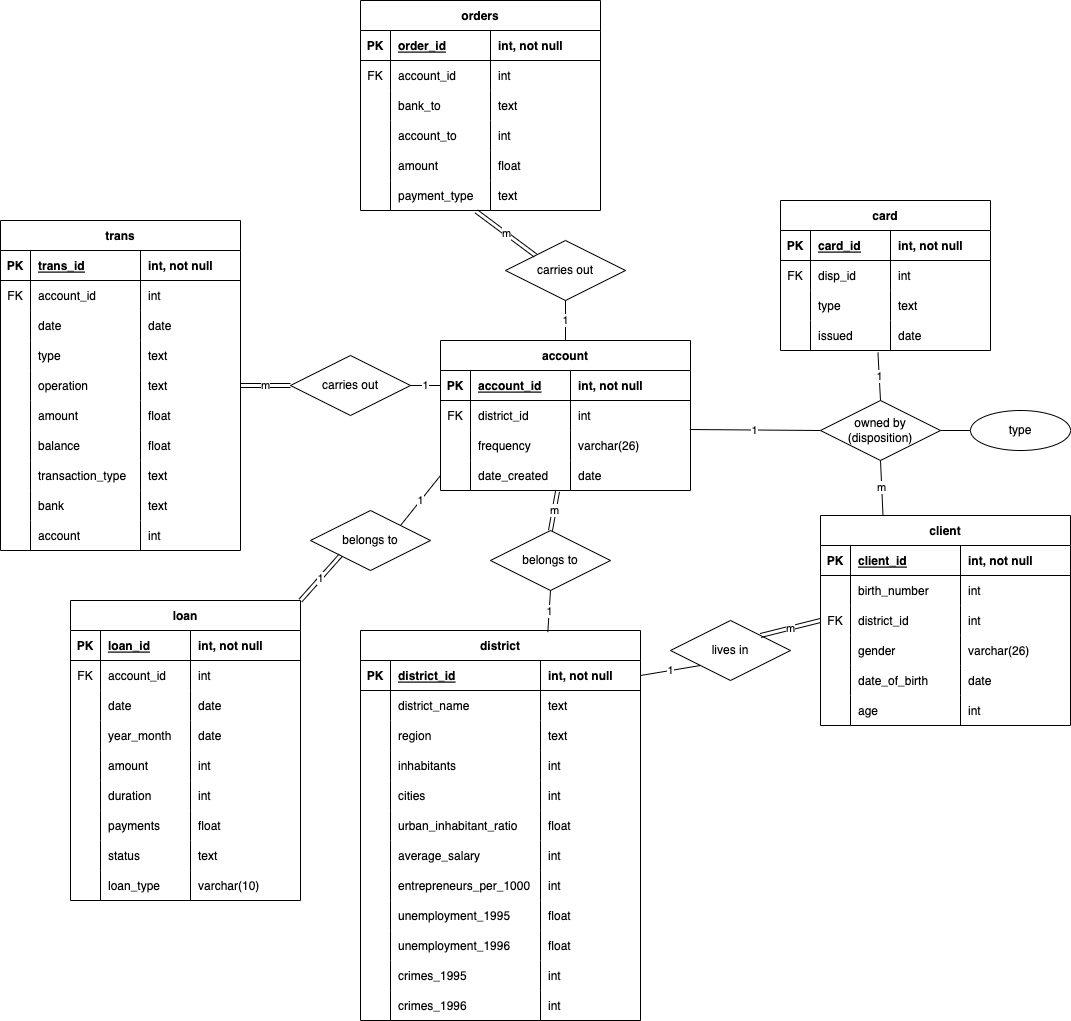 orders
PK order_id int, not null
FK account_id int
bank_to text
account_to int
amount float
payment_type text
m
carries out
1
trans
PK trans_id int, not null
FK account_id int
date date
type text
operation text
amount float
balance float
transaction_type text
bank text
account int
m
carries out
1
account
PK account_id int, not null
FK district_id int
frequency varchar(26)
date_created date
card
PK card_id int, not null
FK disp_id int
type text
issued date
1
1
owned by
(disposition)
type
m
client
PK client_id int, not null
birth_number int
FK district_id int
gender varchar(26)
date_of_birth date
age int
1
belongs to
1
m
belongs to
1
m
lives in
1
loan
PK loan_id int, not null
FK account_id int
date date
year_month date
amount int
duration int
payments float
status text
loan_type varchar(10)
district
PK district_id int, not null
district_name text
region text
inhabitants int
cities int
urban_inhabitant_ratio float
average_salary int
entrepreneurs_per_1000 int
unemployment_1995 float
unemployment_1996 float
crimes_1995 int
crimes_1996 int